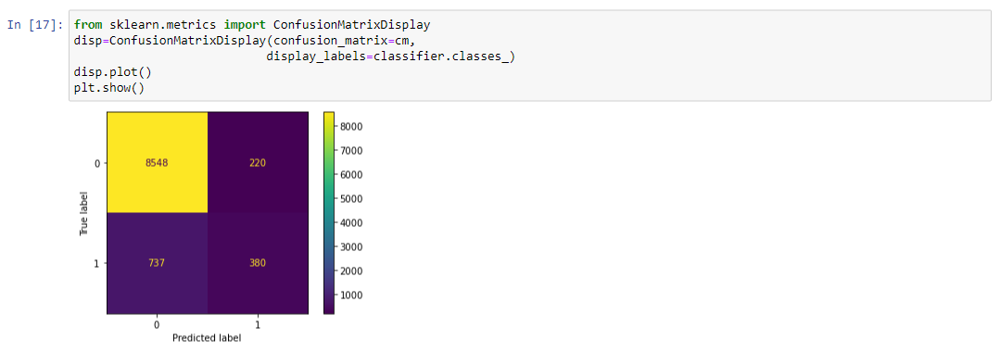 In [17]: from sklearn.metrics import ConfusionMatrixDisplay
disp=ConfusionMatrixDisplay(confusion_matrix=cm,
display_labels=classifier.classes_)
disp.plot()
plt.show()
8548 220
737 380
0
1
True label
0 1
Predicted label
8000
7000
6000
5000
4000
3000
2000
1000